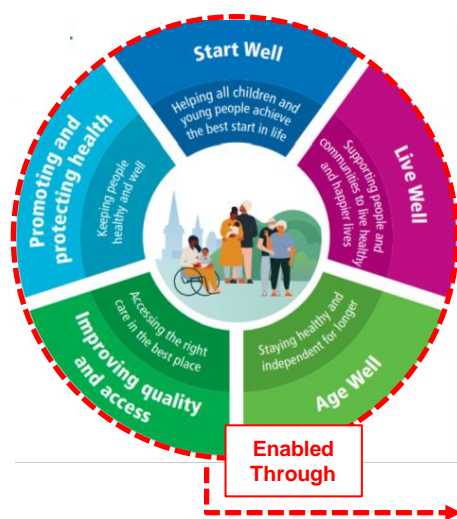 Start Well
Helping all children and
young people achieve
the best start in life
Live Well
Supporting people and
communities to live healthy
and happier lives
Age Well
Staying healthy and
independent for longer
Improving quality
and access
Accessing the right
care in the best place
Promoting and
protecting health
Keeping people
healthy and well
Enabled
Through